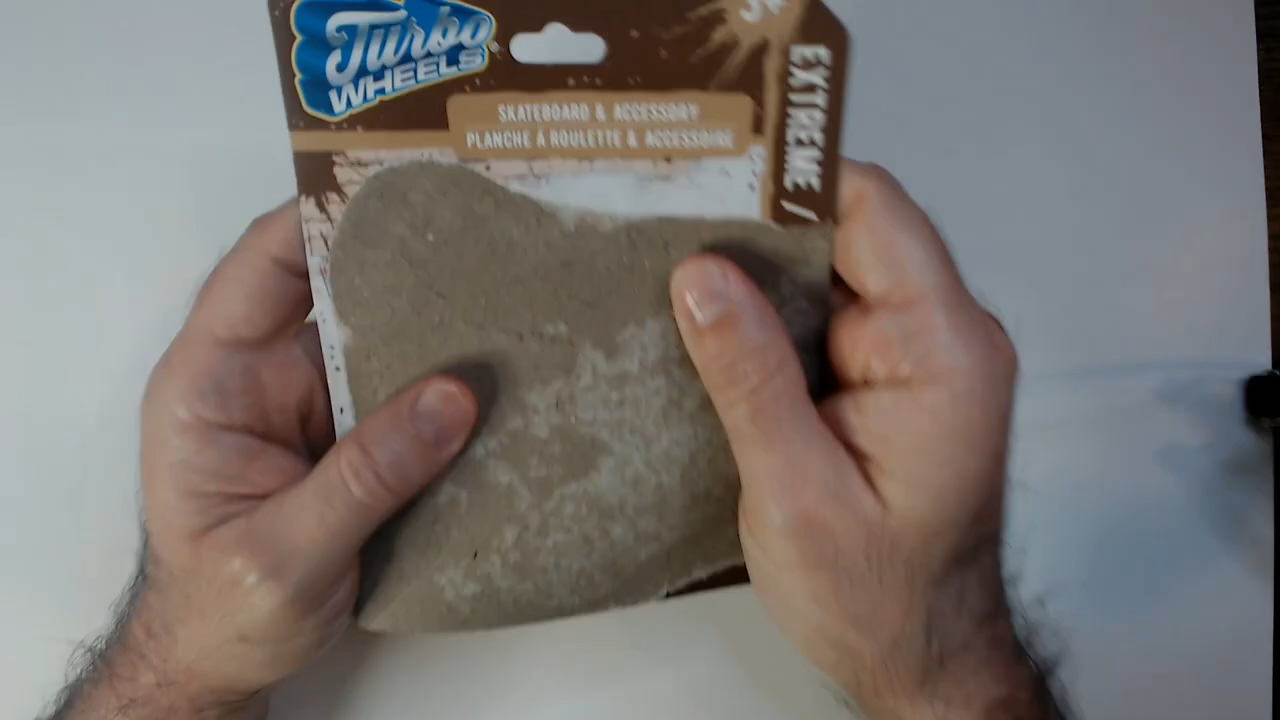 Turbo
WHEELS
SKATEBOARD & ACCESSORY
PLANCHE À ROULETTE & ACCESSOIRE
EXTREME /